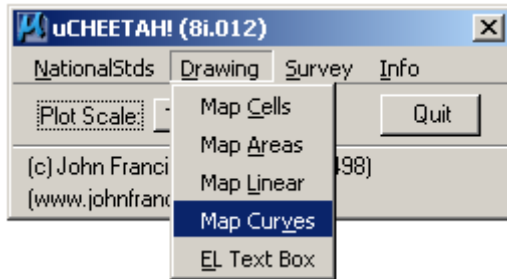 uCHEETAH! (8i.012)
NationalStds Drawing Survey Info
Plot Scale: Quit
Map Cells
Map Areas
Map Linear
Map Curves
EL Text Box
(c) John Franci 498)
(www.johnfranc